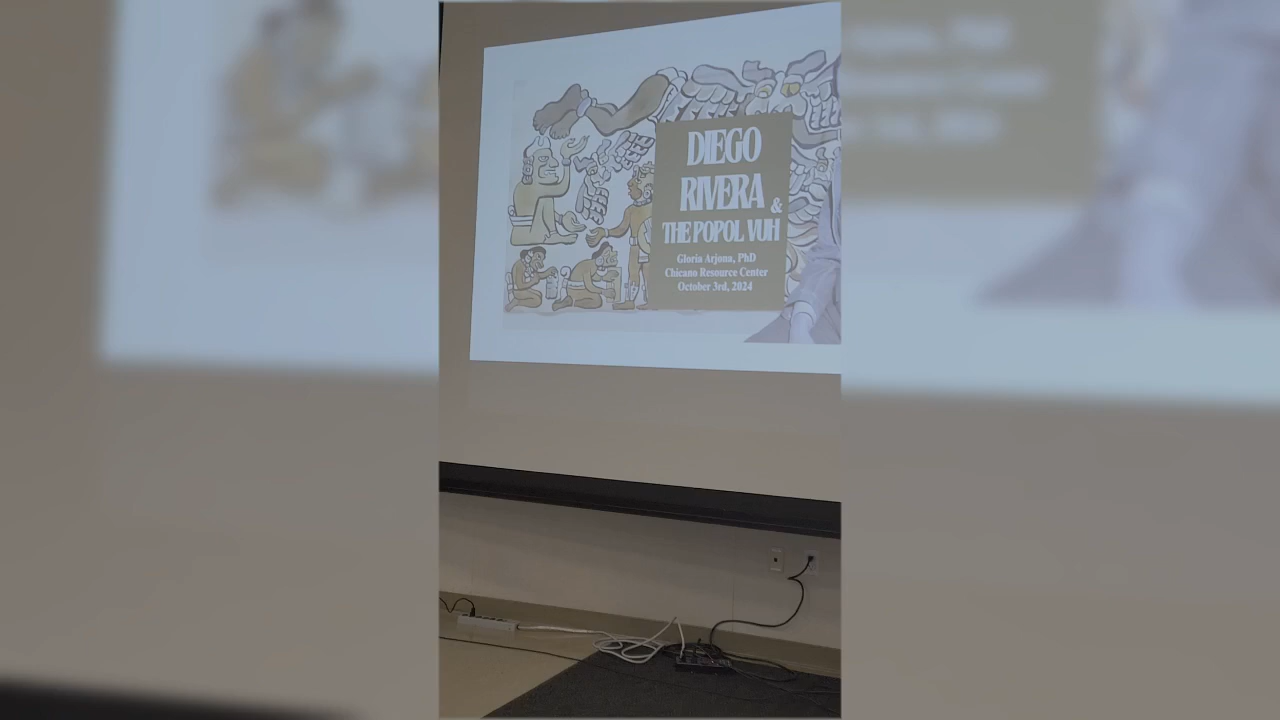 DIEGO
RIVERA &
THE POPOL VUH
Gloria Arjona, PhD
Chicano Resource Center
October 3rd, 2024